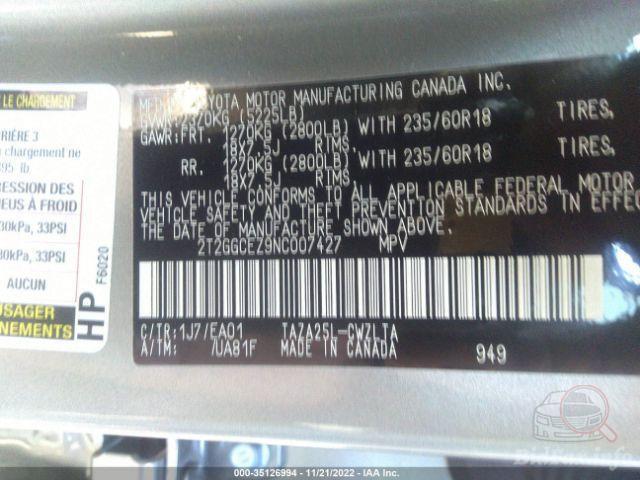 LE CHARGEMENT
RIÈRE 3
chargement ne
95 lb
RESSION DES
NEUS À FROID
30kPa, 33PSI
30kPa, 33PSI
AUCUN
USAGER
NEMENTS
HP
F6020
TOYOTA MOTOR MANUFACTURING CANADA INC.
GVWR 2370KG (5225LB)
GAWR:FRT. 1270KG (2800LB) WITH 235/60R18 TIRES,
18X7.5J RIMS,
RR. 1270KG (2800LB) WITH 235/60R18 TIRES,
18X7.5J RIMS,
THIS VEHICLE CONFORMS TO ALL APPLICABLE FEDERAL MOTOR
VEHICLE SAFETY AND THEFT PREVENTION STANDARDS IN EFFEC
THE DATE OF MANUFACTURE SHOWN ABOVE.
2T2GGCEZ9NC007427 MPV
C/TR:1J7/EA01 TAZA25L-CWZLTA
A/TM: /UA81F MADE IN CANADA 949
000-35126994 - 11/21/2022 - IAA Inc.